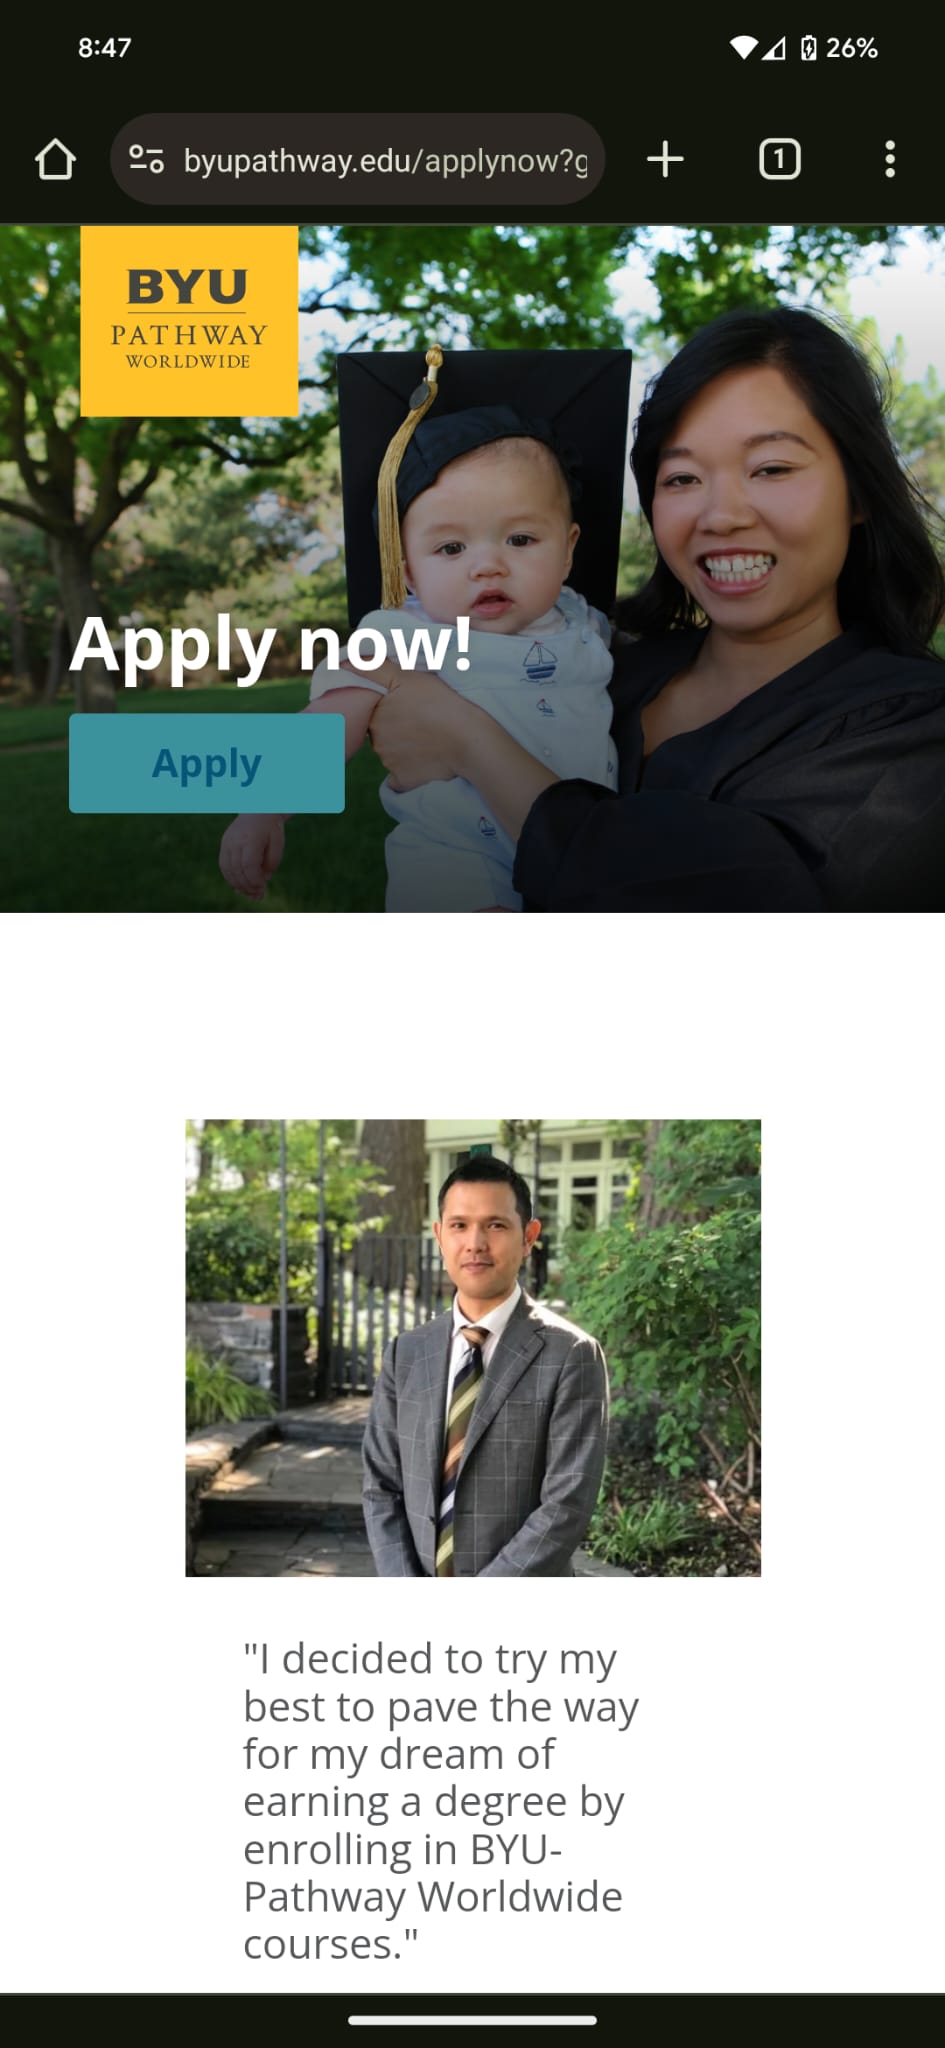 8:47
26%
byupathway.edu/applynow?g
1
BYU
PATHWAY
WORLDWIDE
Apply now!
Apply
"I decided to try my
best to pave the way
for my dream of
earning a degree by
enrolling in BYU-
Pathway Worldwide
courses."